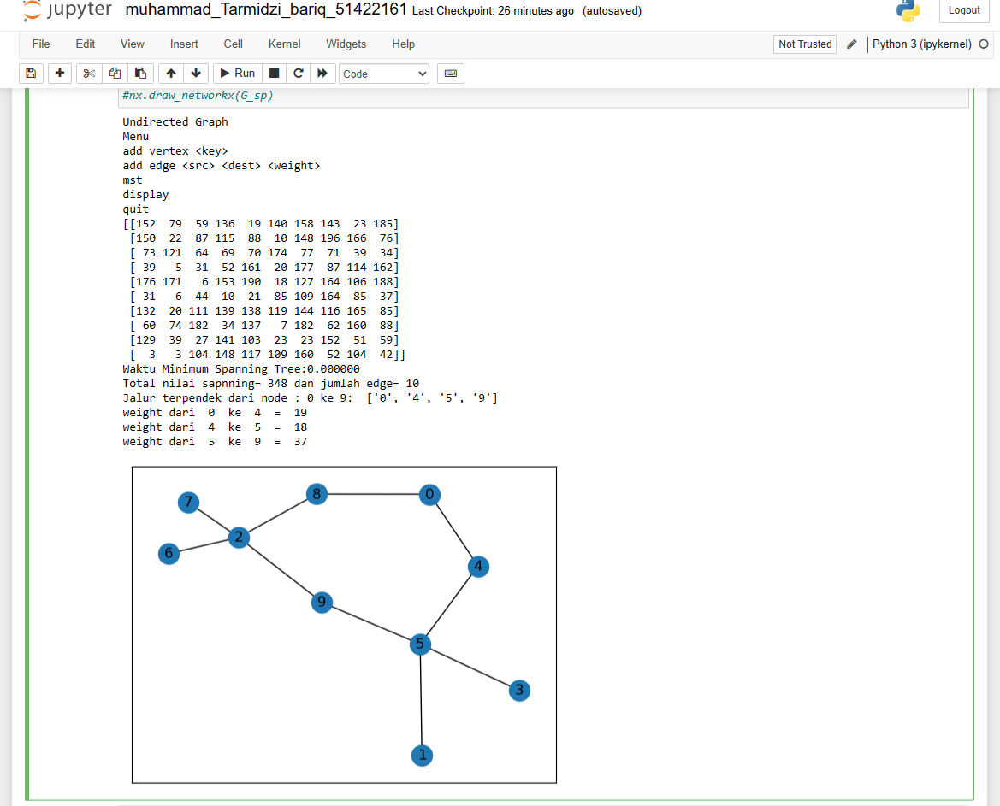 jupyter muhammad_Tarmidzi_bariq_51422161 Last Checkpoint: 26 minutes ago (autosaved) Logout
File Edit View Insert Cell Kernel Widgets Help Not Trusted Python 3 (ipykernel)
Run Code
#nx.draw_networkx(G_sp)
Undirected Graph
Menu
add vertex <key>
add edge <src> <dest> <weight>
mst
display
quit
[[152  79  59 136  19 140 158 143  23 185]
 [150  22  87 115  88  10 148 196 166  76]
 [ 73 121  64  69  70 174  77  71  39  34]
 [ 39   5  31  52 161  20 177  87 114 162]
 [176 171   6 153 190  18 127 164 106 188]
 [ 31   6  44  10  21  85 109 164  85  37]
 [132  20 111 139 138 119 144 116 165  85]
 [ 60  74 182  34 137   7 182  62 160  88]
 [129  39  27 141 103  23  23 152  51  59]
 [  3   3 104 148 117 109 160  52 104  42]]
Waktu Minimum Spanning Tree:0.000000
Total nilai sapnning= 348 dan jumlah edge= 10
Jalur terpendek dari node : 0 ke 9:  ['0', '4', '5', '9']
weight dari  0  ke  4  =  19
weight dari  4  ke  5  =  18
weight dari  5  ke  9  =  37
8 0
7
2
6
4
9
5
3
1